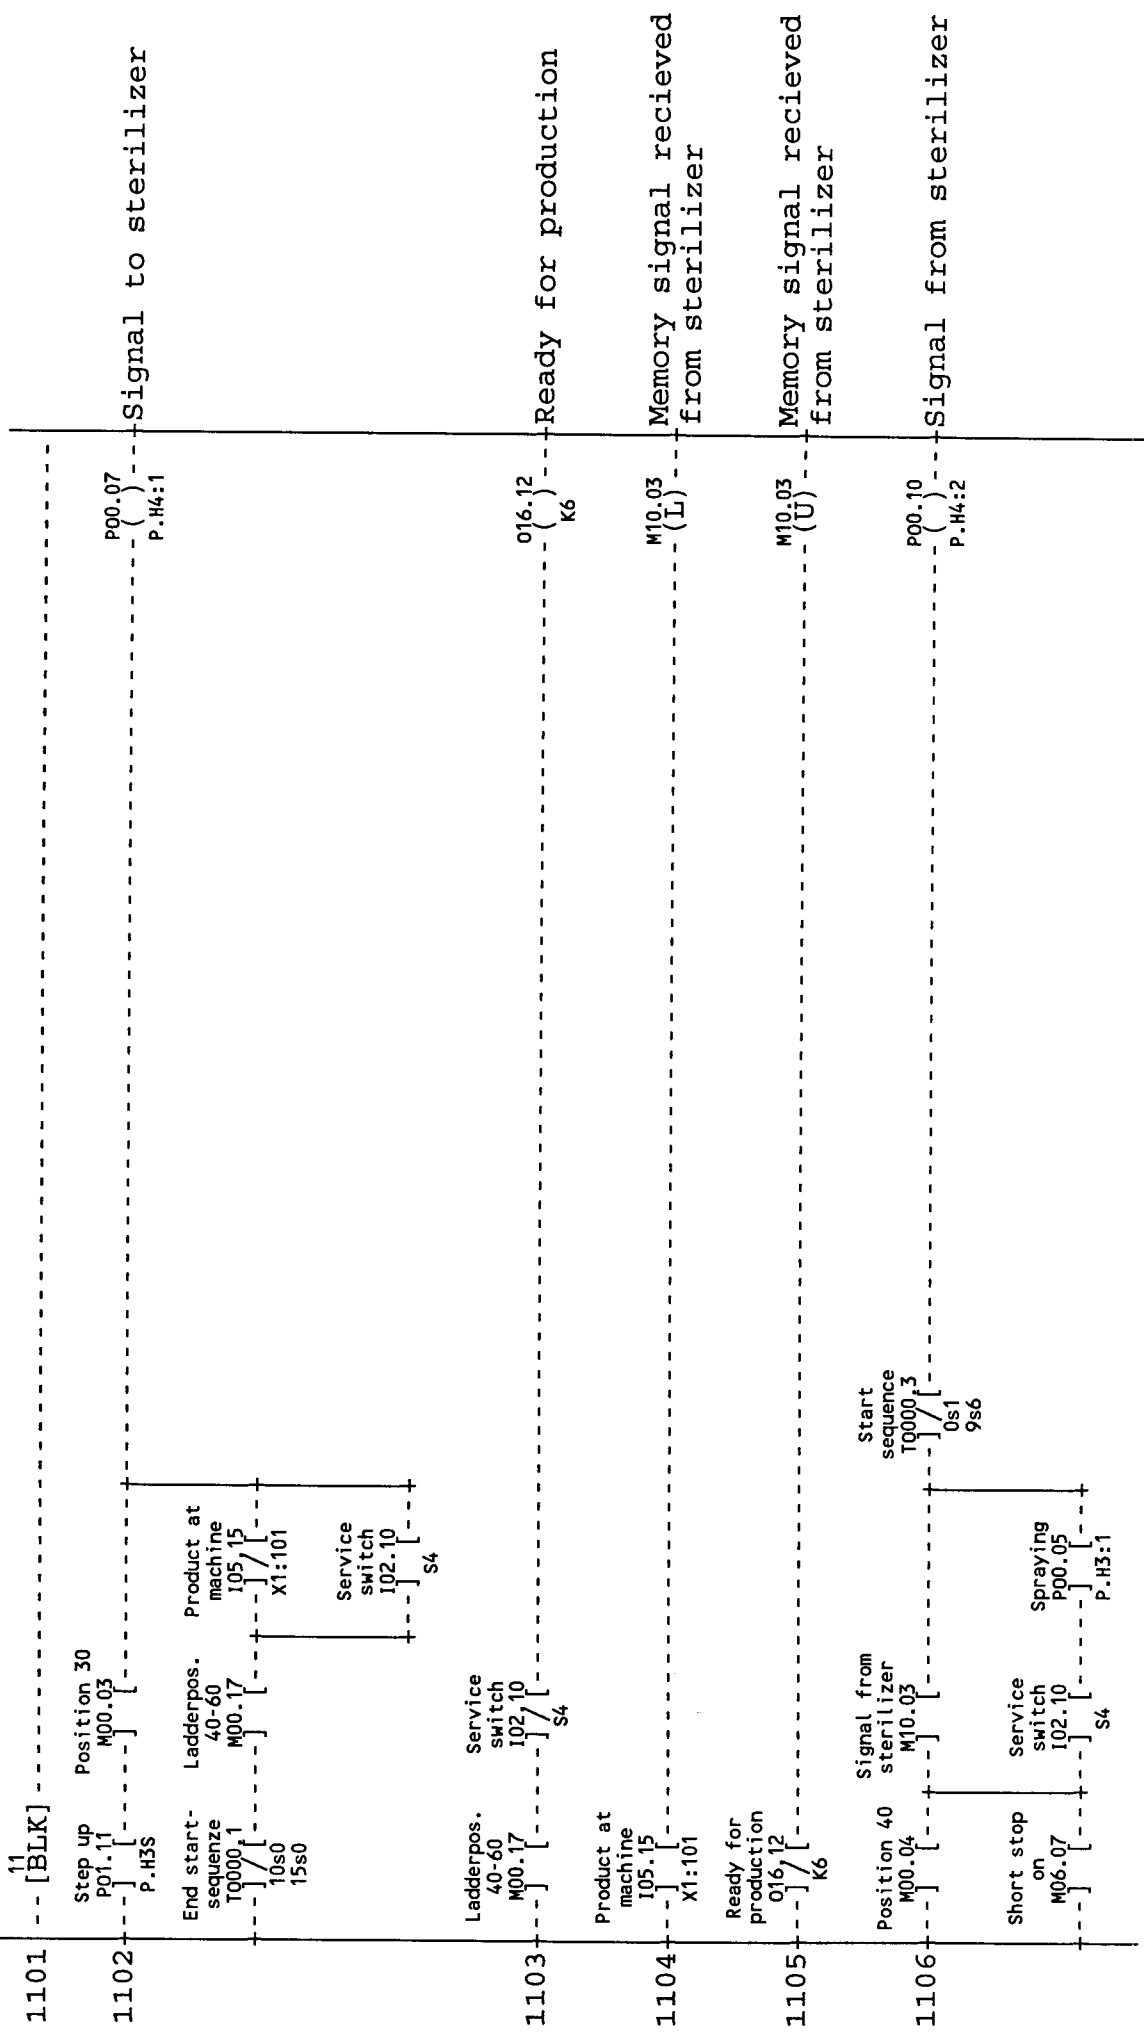 11
1101 -- [BLK] --
Step up
P01.11
] [
P.H3S
Position 30
M00.03
] [
P00.07
( )
P.H4:1
1102
Signal to sterilizer
End start-
sequenze
T0000.1
]/[
10s0
15s0
Ladderpos.
40-60
M00.17
] [
Product at
machine
I05.15
]/[
X1:101
Service
switch
I02.10
] [
S4
1103
Ladderpos.
40-60
M00.17
] [
Service
switch
I02.10
]/[
S4
O16.12
( )
K6
Ready for production
1104
Product at
machine
I05.15
] [
X1:101
M10.03
(L)
Memory signal recieved
from sterilizer
1105
Ready for
production
O16.12
]/[
K6
M10.03
(U)
Memory signal recieved
from sterilizer
1106
Position 40
M00.04
] [
Signal from
sterilizer
M10.03
] [
Start
sequence
T0000.3
]/[
0s1
9s6
P00.10
( )
P.H4:2
Signal from sterilizer
Short stop
on
M06.07
] [
Service
switch
I02.10
] [
S4
Spraying
P00.05
] [
P.H3:1